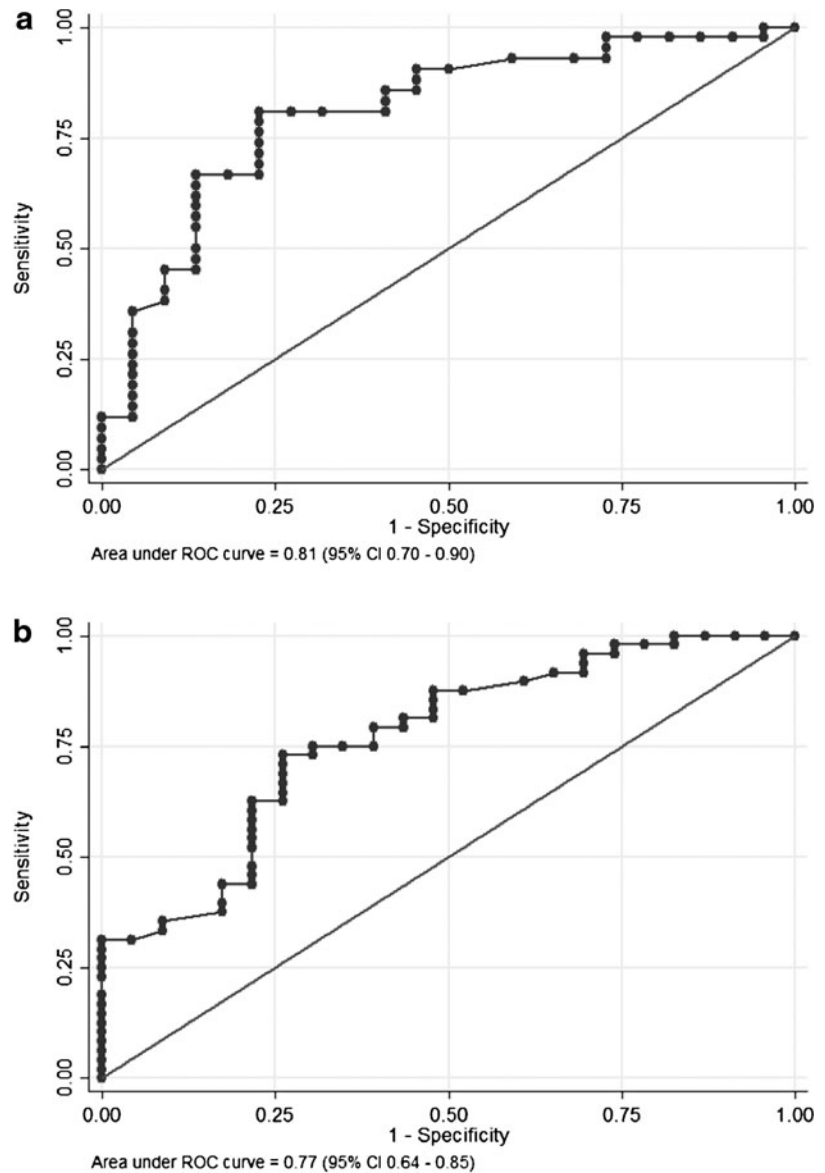 a
1.00
0.75
Sensitivity
0.50
0.25
0.00
0.00 0.25 0.50 0.75 1.00
1 - Specificity
Area under ROC curve = 0.81 (95% CI 0.70 - 0.90)
b
1.00
0.75
Sensitivity
0.50
0.25
0.00
0.00 0.25 0.50 0.75 1.00
1 - Specificity
Area under ROC curve = 0.77 (95% CI 0.64 - 0.85)